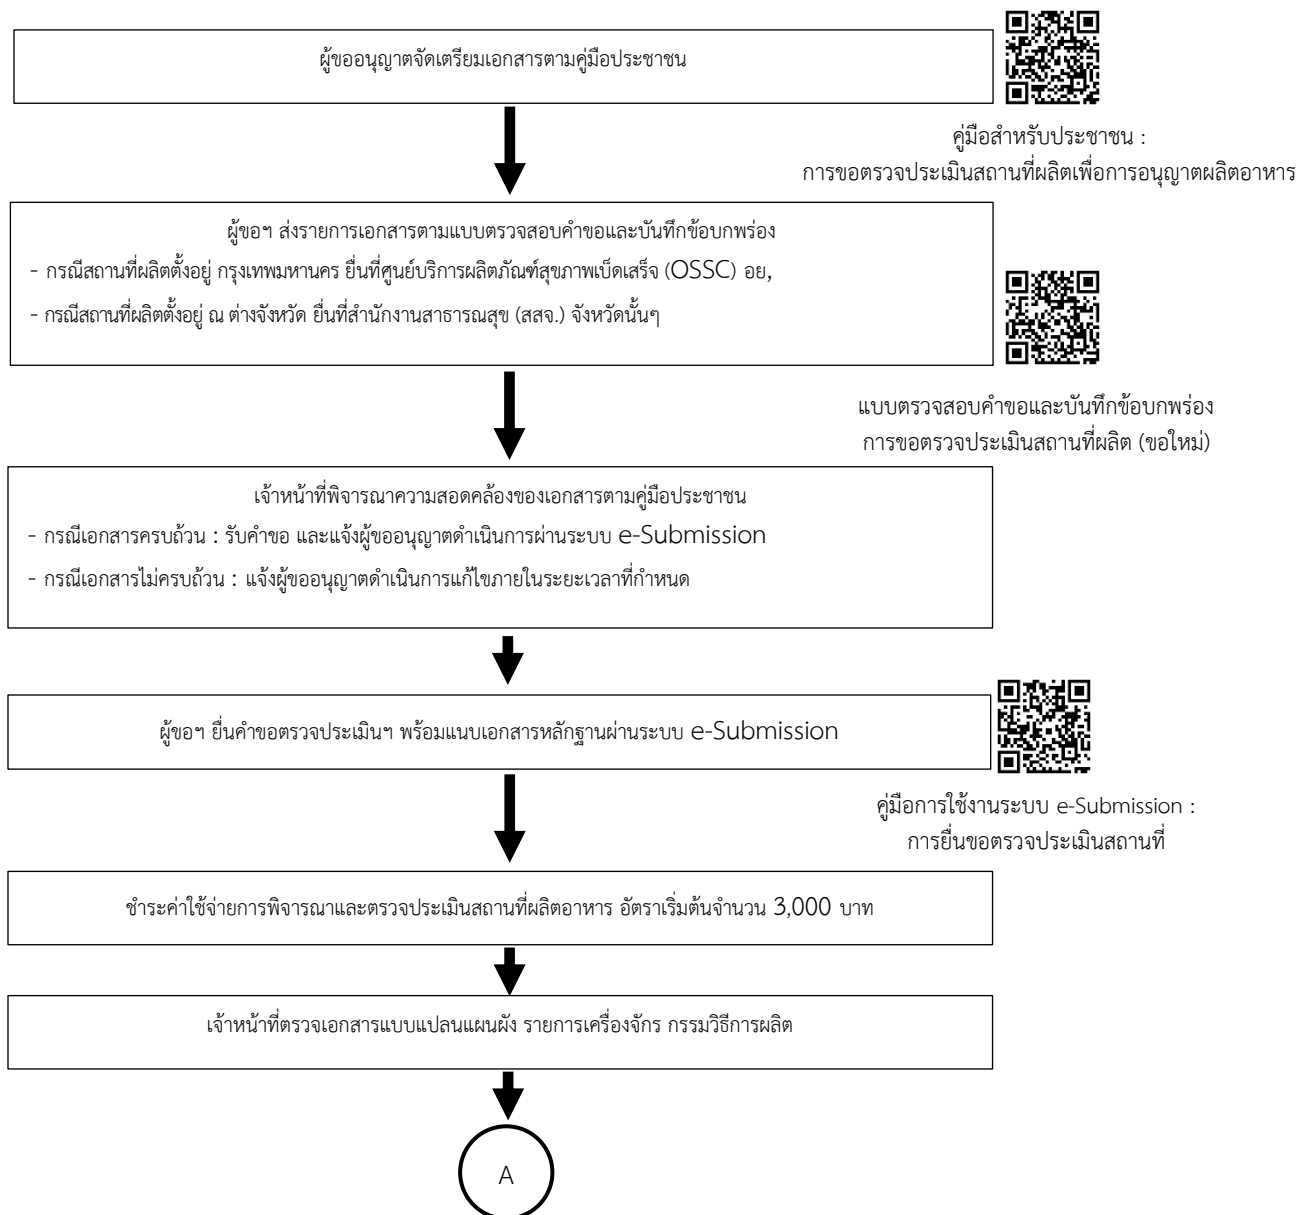 ผู้ขออนุญาตจัดเตรียมเอกสารตามคู่มือประชาชน
คู่มือสำหรับประชาชน :
การขอตรวจประเมินสถานที่ผลิตเพื่อการอนุญาตผลิตอาหาร
ผู้ขอฯ ส่งรายการเอกสารตามแบบตรวจสอบคำขอและบันทึกข้อบกพร่อง
- กรณีสถานที่ผลิตตั้งอยู่ กรุงเทพมหานคร ยื่นที่ศูนย์บริการผลิตภัณฑ์สุขภาพเบ็ดเสร็จ (OSSC) อย,
- กรณีสถานที่ผลิตตั้งอยู่ ณ ต่างจังหวัด ยื่นที่สำนักงานสาธารณสุข (สสจ.) จังหวัดนั้นๆ
แบบตรวจสอบคำขอและบันทึกข้อบกพร่อง
การขอตรวจประเมินสถานที่ผลิต (ขอใหม่)
เจ้าหน้าที่พิจารณาความสอดคล้องของเอกสารตามคู่มือประชาชน
- กรณีเอกสารครบถ้วน : รับคำขอ และแจ้งผู้ขออนุญาตดำเนินการผ่านระบบ e-Submission
- กรณีเอกสารไม่ครบถ้วน : แจ้งผู้ขออนุญาตดำเนินการแก้ไขภายในระยะเวลาที่กำหนด
ผู้ขอฯ ยื่นคำขอตรวจประเมินฯ พร้อมแนบเอกสารหลักฐานผ่านระบบ e-Submission
คู่มือการใช้งานระบบ e-Submission :
การยื่นขอตรวจประเมินสถานที่
ชำระค่าใช้จ่ายการพิจารณาและตรวจประเมินสถานที่ผลิตอาหาร อัตราเริ่มต้นจำนวน 3,000 บาท
เจ้าหน้าที่ตรวจเอกสารแบบแปลนแผนผัง รายการเครื่องจักร กรรมวิธีการผลิต
A